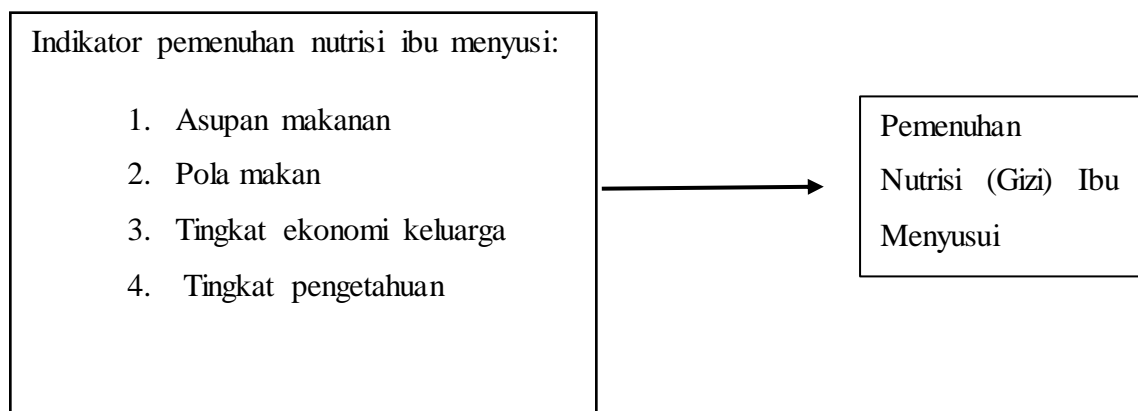 Indikator pemenuhan nutrisi ibu menyusi:
1. Asupan makanan
2. Pola makan
3. Tingkat ekonomi keluarga
4. Tingkat pengetahuan
Pemenuhan
Nutrisi (Gizi) Ibu
Menyusui